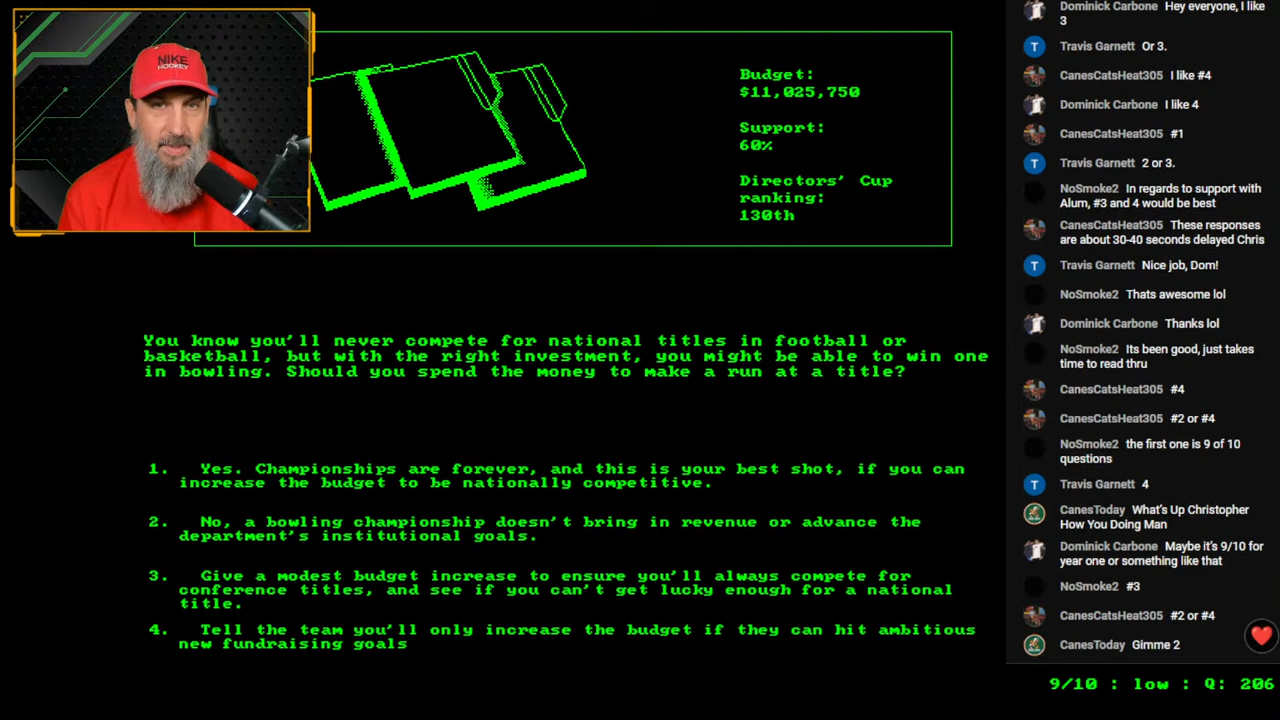 NIKE
HOCKEY
Budget:
$11,025,750
Support:
60%
Directors' Cup
ranking:
130th
You know you'll never compete for national titles in football or
basketball, but with the right investment, you might be able to win one
in bowling. Should you spend the money to make a run at a title?
1. Yes. Championships are forever, and this is your best shot, if you can
increase the budget to be nationally competitive.
2. No, a bowling championship doesn't bring in revenue or advance the
department's institutional goals.
3. Give a modest budget increase to ensure you'll always compete for
conference titles, and see if you can't get lucky enough for a national
title.
4. Tell the team you'll only increase the budget if they can hit ambitious
new fundraising goals
Dominick Carbone Hey everyone, I like
3
T Travis Garnett Or 3.
CanesCatsHeat305 I like #4
Dominick Carbone I like 4
CanesCatsHeat305 #1
T Travis Garnett 2 or 3.
NoSmoke2 In regards to support with
Alum, #3 and 4 would be best
CanesCatsHeat305 These responses
are about 30-40 seconds delayed Chris
T Travis Garnett Nice job, Dom!
NoSmoke2 Thats awesome lol
Dominick Carbone Thanks lol
NoSmoke2 Its been good, just takes
time to read thru
CanesCatsHeat305 #4
CanesCatsHeat305 #2 or #4
NoSmoke2 the first one is 9 of 10
questions
T Travis Garnett 4
CanesToday What's Up Christopher
How You Doing Man
Dominick Carbone Maybe it's 9/10 for
year one or something like that
NoSmoke2 #3
CanesCatsHeat305 #2 or #4
CanesToday Gimme 2
9/10 : low : Q: 206